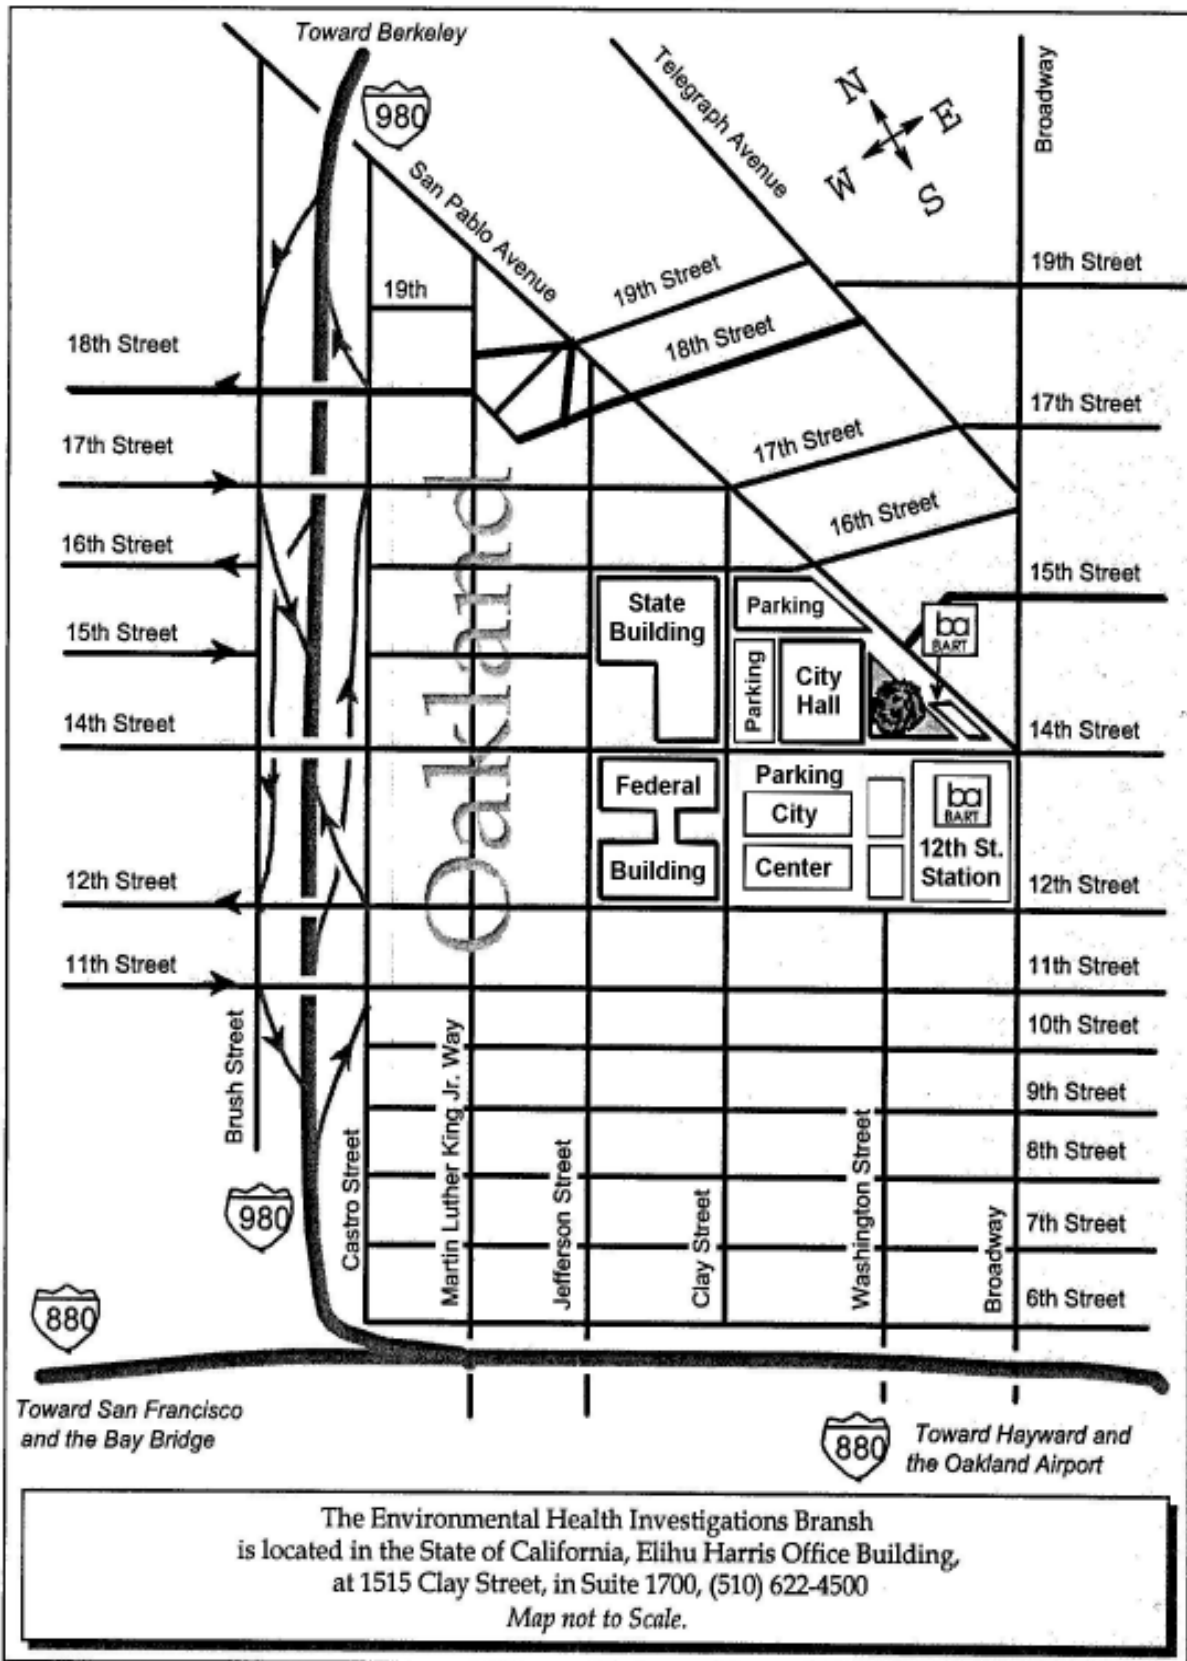 Toward Berkeley
980
Telegraph Avenue
N
E
W
S
Broadway
San Pablo Avenue
19th Street
19th Street
19th
18th Street
18th Street
17th Street
17th Street
17th Street
16th Street
16th Street
15th Street
15th Street
14th Street
14th Street
Oakland
State
Building
Parking
Parking
City
Hall
ba
BART
Federal
Building
Parking
City
Center
ba
BART
12th St.
Station
12th Street
12th Street
11th Street
11th Street
10th Street
9th Street
8th Street
7th Street
6th Street
Brush Street
Castro Street
Martin Luther King Jr. Way
Jefferson Street
Clay Street
Washington Street
Broadway
980
880
Toward San Francisco
and the Bay Bridge
880
Toward Hayward and
the Oakland Airport
The Environmental Health Investigations Bransh
is located in the State of California, Elihu Harris Office Building,
at 1515 Clay Street, in Suite 1700, (510) 622-4500
Map not to Scale.